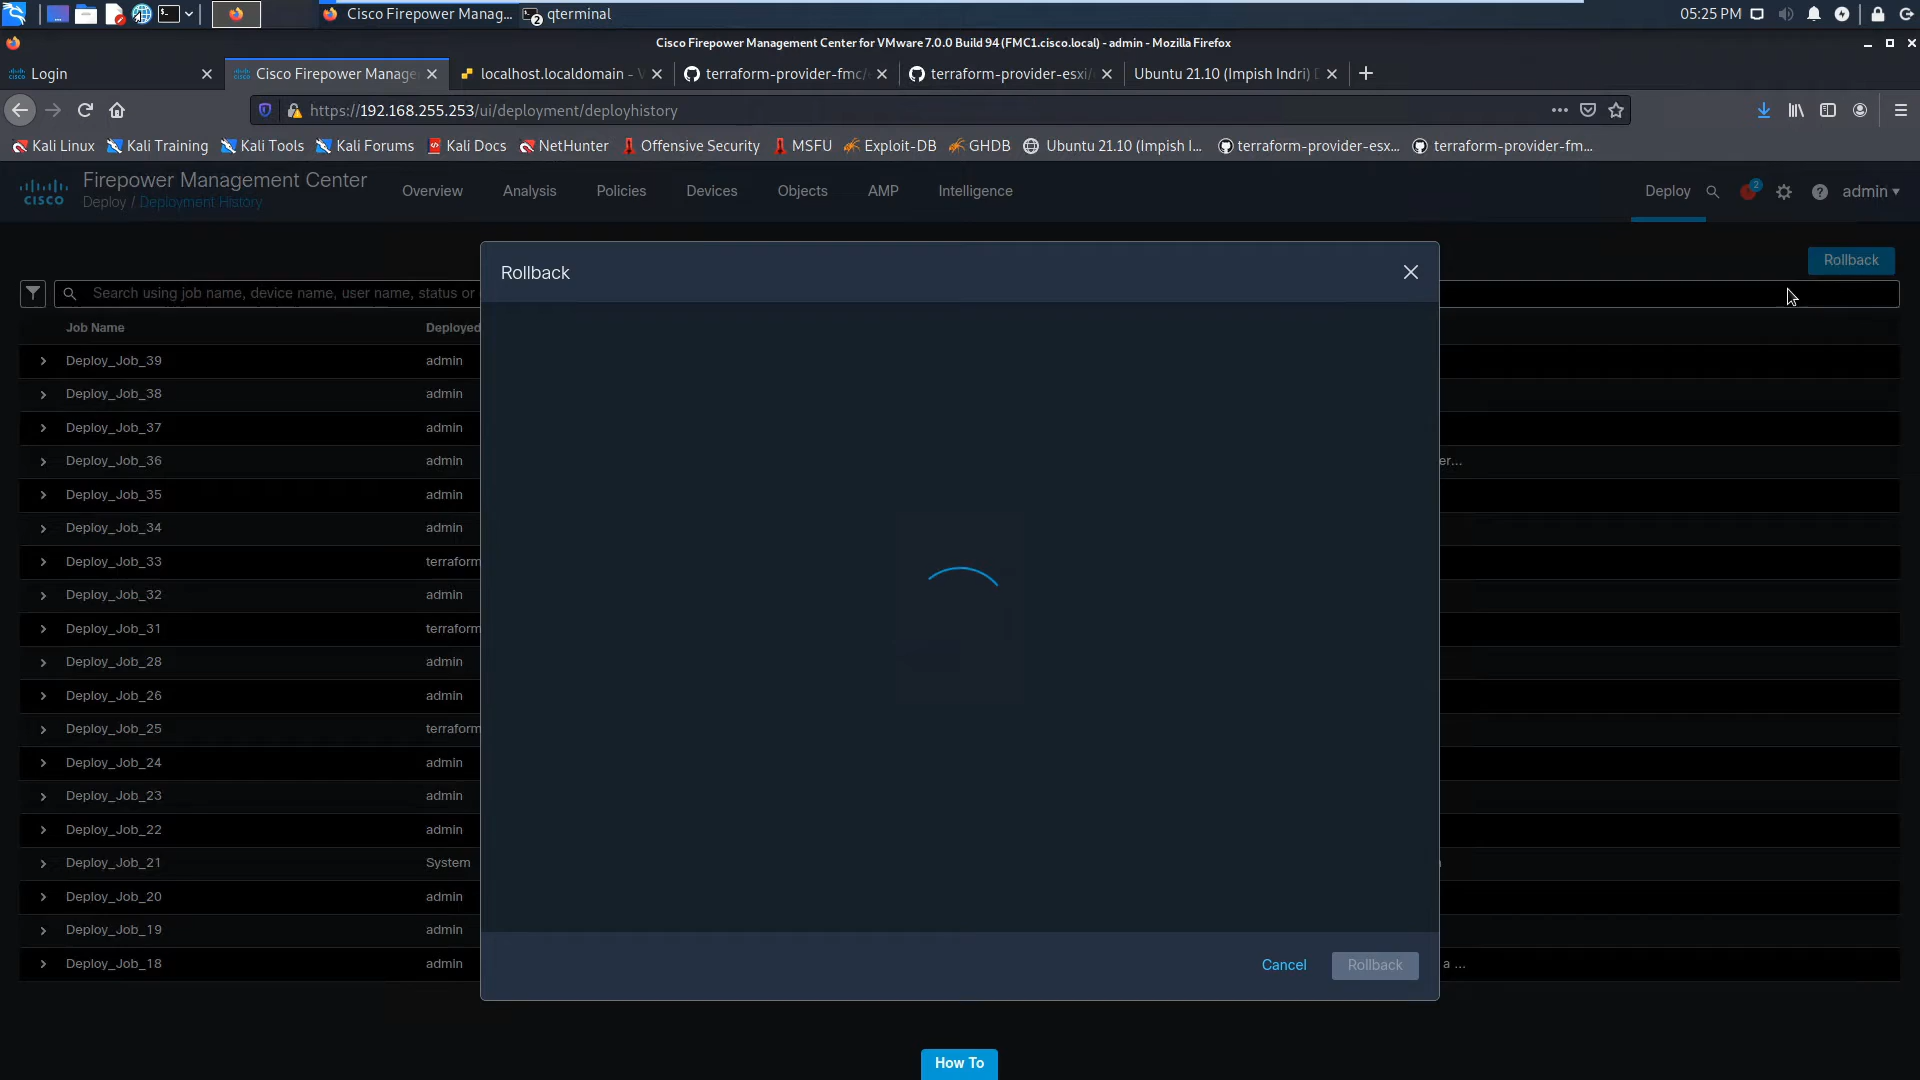 Cisco Firepower Manag...
2
qterminal
05:25 PM
Cisco Firepower Management Center for VMware 7.0.0 Build 94 (FMC1.cisco.local) - admin - Mozilla Firefox
Login
Cisco Firepower Manage
localhost.localdomain - V
terraform-provider-fmc/
terraform-provider-esxi/
Ubuntu 21.10 (Impish Indri)
https://192.168.255.253/ui/deployment/deployhistory
Kali Linux
Kali Training
Kali Tools
Kali Forums
Kali Docs
NetHunter
Offensive Security
MSFU
Exploit-DB
GHDB
Ubuntu 21.10 (Impish I...
terraform-provider-esx...
terraform-provider-fm...
cisco
Firepower Management Center
Deploy / Deployment History
Overview
Analysis
Policies
Devices
Objects
AMP
Intelligence
Deploy
2
admin
Rollback
Search using job name, device name, user name, status or
Job Name
Deployed
Deploy_Job_39 admin
Deploy_Job_38 admin
Deploy_Job_37 admin
Deploy_Job_36 admin er...
Deploy_Job_35 admin
Deploy_Job_34 admin
Deploy_Job_33 terraform
Deploy_Job_32 admin
Deploy_Job_31 terraform
Deploy_Job_28 admin
Deploy_Job_26 admin
Deploy_Job_25 terraform
Deploy_Job_24 admin
Deploy_Job_23 admin
Deploy_Job_22 admin
Deploy_Job_21 System
Deploy_Job_20 admin
Deploy_Job_19 admin
Deploy_Job_18 admin a ...
Rollback
Cancel
Rollback
How To